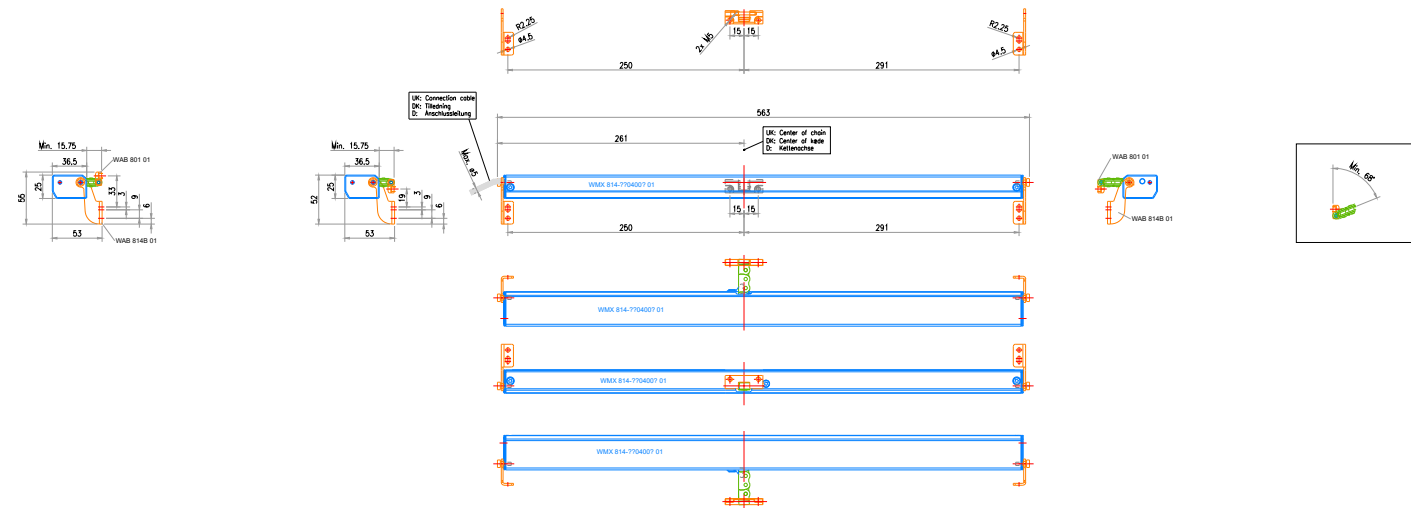 R2.25
ø4.5
2x M5
15 15
R2.25
ø4.5
250
291
UK: Connection cable
DK: Tilledning
D: Anschlussleitung
563
261
UK: Center of chain
DK: Center of kæde
D: Kettenachse
Max. ø5
WMX 814-??0400? 01
15 15
250
291
Min. 15.75
36.5
WAB 801 01
55
25
33
3
9
6
53
WAB 814B 01
Min. 15.75
36.5
52
25
19
3
9
6
53
WAB 801 01
WAB 814B 01
Min. 68°
WMX 814-??0400? 01
WMX 814-??0400? 01
WMX 814-??0400? 01